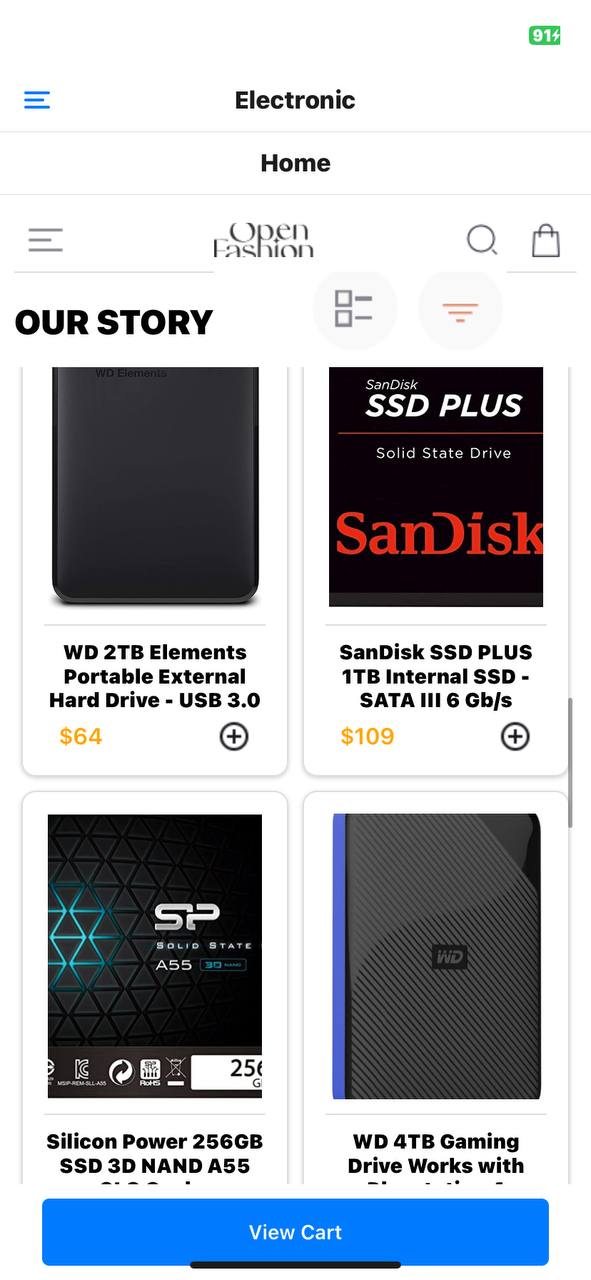 91
Electronic
Home
Open
Fashion
OUR STORY
WD Elements
SanDisk
SSD PLUS
Solid State Drive
SanDisk
WD 2TB Elements
Portable External
Hard Drive - USB 3.0
$64
SanDisk SSD PLUS
1TB Internal SSD -
SATA III 6 Gb/s
$109
SP
SOLID STATE
A55 3D NAND
MSIP-REM-SLL-A55
RoHS
256
WD
Silicon Power 256GB
SSD 3D NAND A55
WD 4TB Gaming
Drive Works with
View Cart